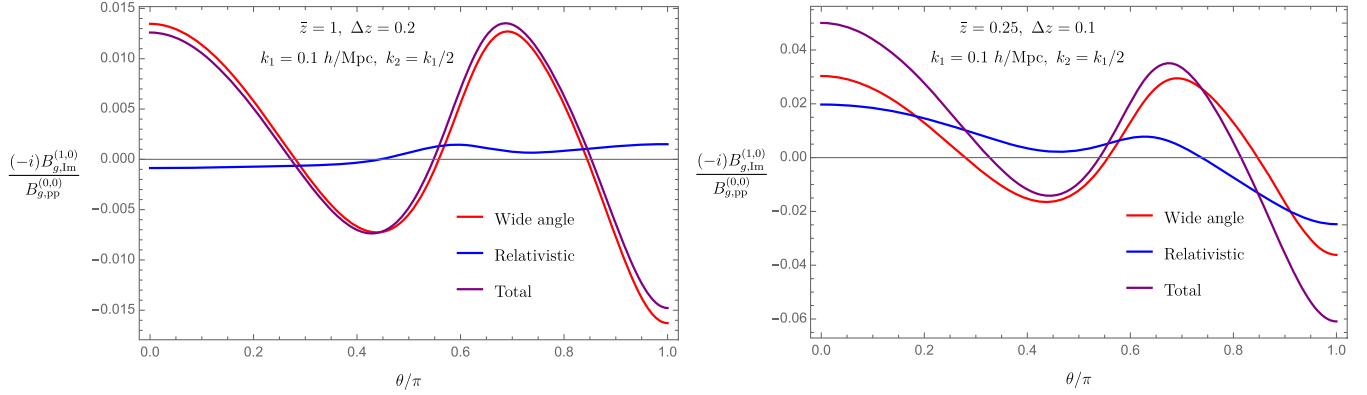 z̄ = 1, Δz = 0.2
k₁ = 0.1 h/Mpc, k₂ = k₁/2
0.015
0.010
0.005
0.000
−0.005
−0.010
−0.015
(−i)B_{g,Im}^{(1,0)}
B_{g,pp}^{(0,0)}
Wide angle
Relativistic
Total
0.0 0.2 0.4 0.6 0.8 1.0
θ/π
z̄ = 0.25, Δz = 0.1
k₁ = 0.1 h/Mpc, k₂ = k₁/2
0.04
0.02
0.00
−0.02
−0.04
−0.06
(−i)B_{g,Im}^{(1,0)}
B_{g,pp}^{(0,0)}
Wide angle
Relativistic
Total
0.0 0.2 0.4 0.6 0.8 1.0
θ/π